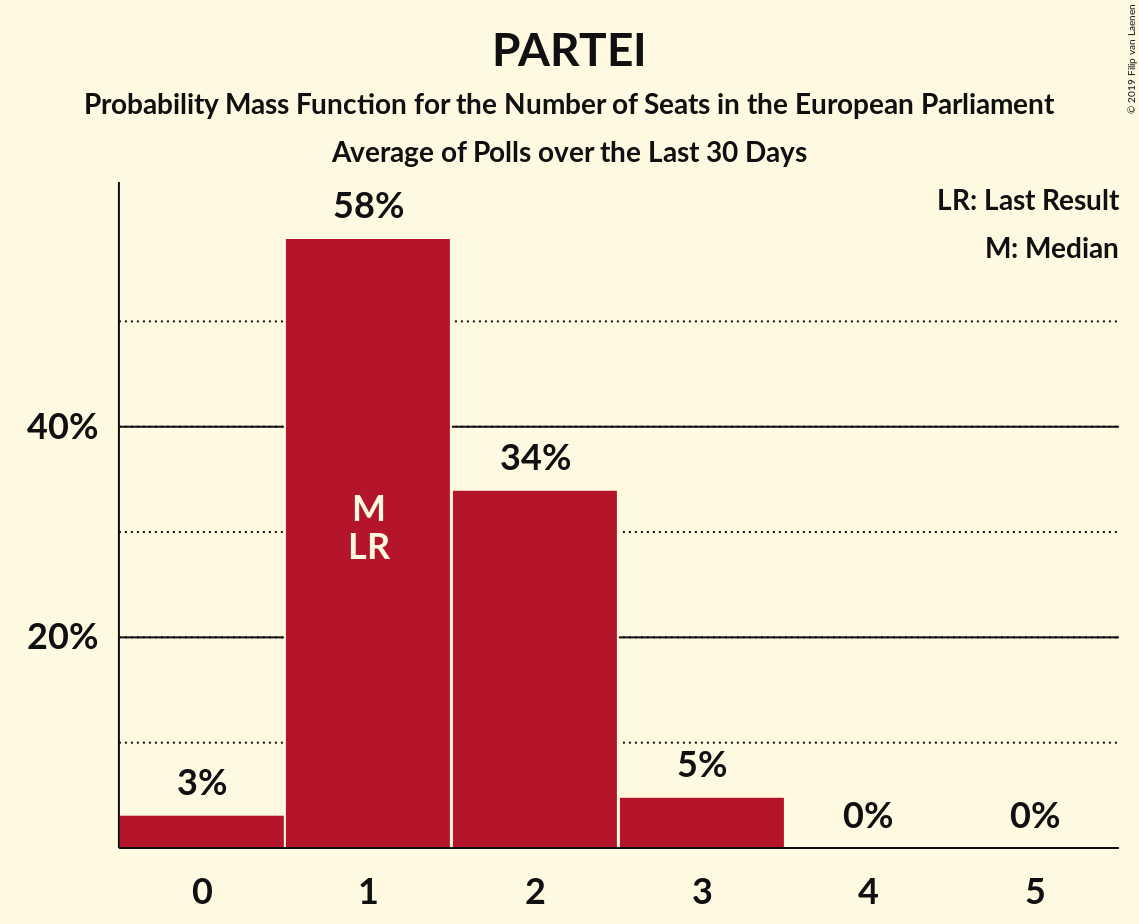 PARTEI
Probability Mass Function for the Number of Seats in the European Parliament
Average of Polls over the Last 30 Days
© 2019 Filip van Laenen
LR: Last Result
M: Median
58%
40%
34%
M
LR
20%
3%
5%
0%
0%
0
1
2
3
4
5